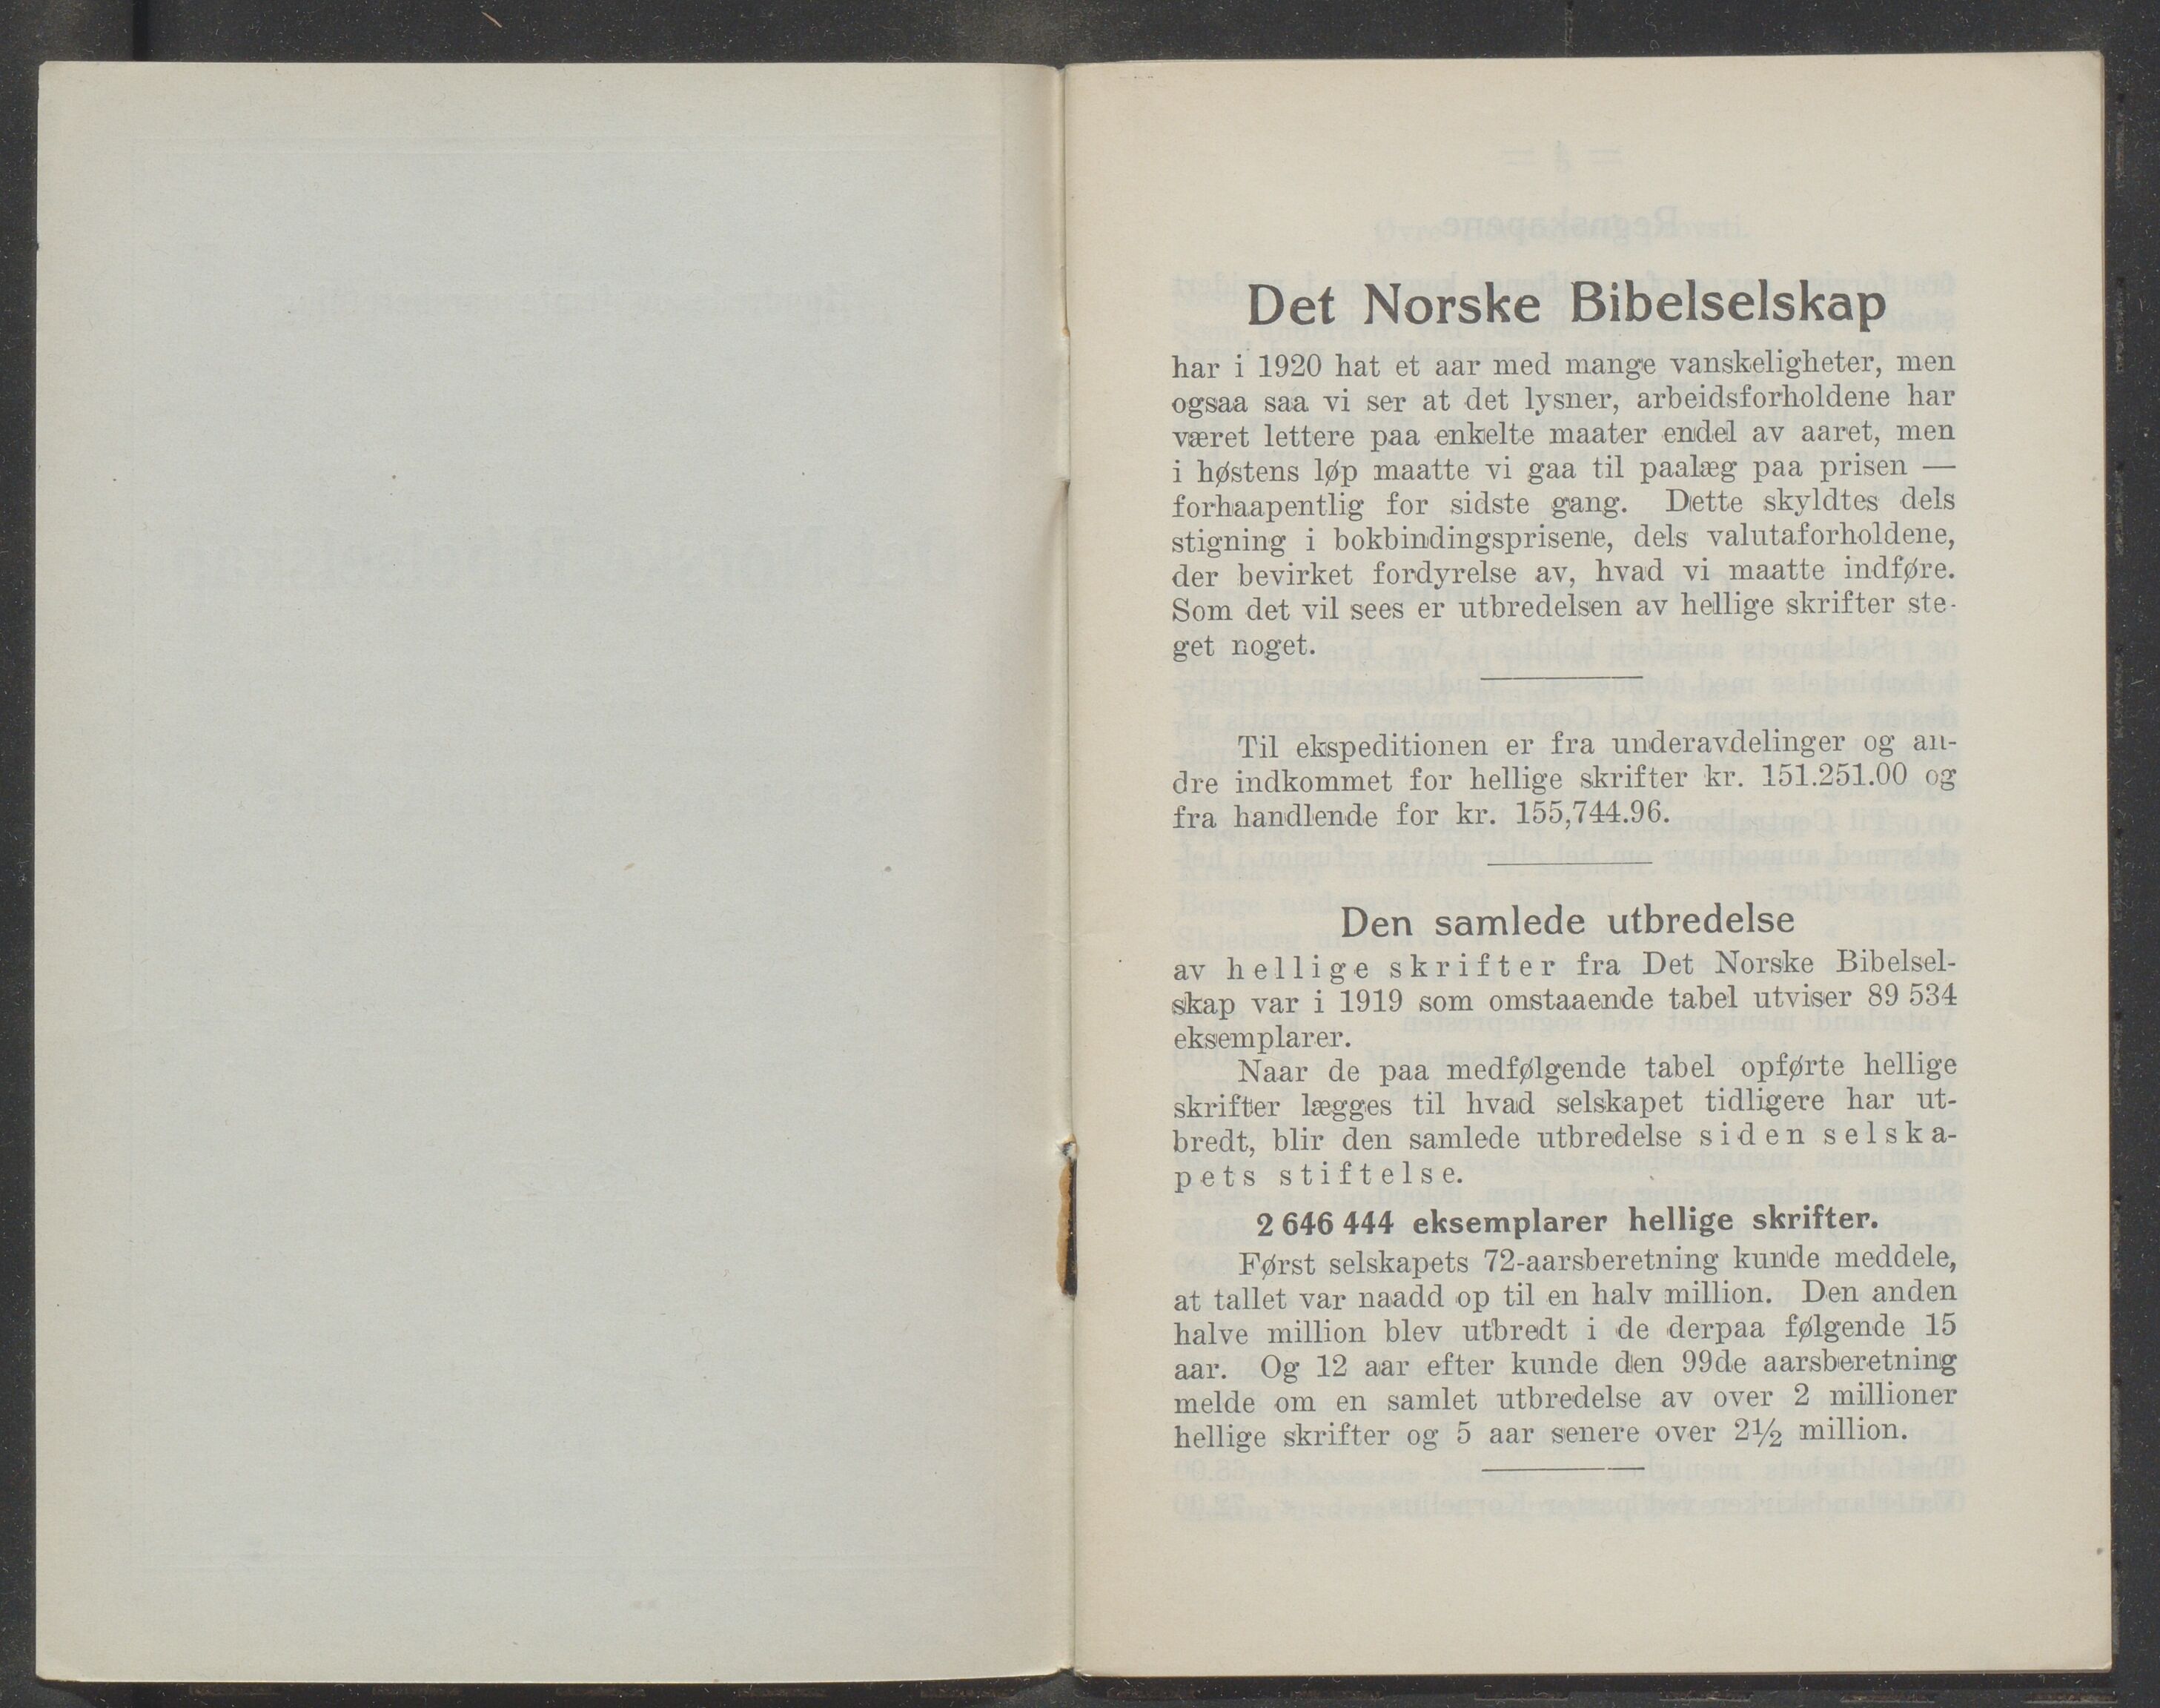 Det Norske Bibelselskap
har i 1920 hat et aar med mange vanskeligheter, men
ogsaa saa vi ser at det lysner, arbeidsforholdene har
været lettere paa enkelte maater endel av aaret, men
i høstens løp maatte vi gaa til paalæg paa prisen —
forhaapentlig for sidste gang. Dette skyldtes dels
stigning i bokbindingsprisene, dels valutaforholdene,
der bevirket fordyrelse av, hvad vi maatte indføre.
Som det vil sees er utbredelsen av hellige skrifter ste-
get noget.
Til ekspeditionen er fra underavdelinger og an-
dre indkommet for hellige skrifter kr. 151.251.00 og
fra handlende for kr. 155,744.96.
Den samlede utbredelse
av hellige skrifter fra Det Norske Bibelsel-
skap var i 1919 som omstaaende tabel utviser 89 534
eksemplarer.
Naar de paa medfølgende tabel opførte hellige
skrifter lægges til hvad selskapet tidligere har ut-
bredt, blir den samlede utbredelse siden selska-
pets stiftelse.
2 646 444 eksemplarer hellige skrifter.
Først selskapets 72-aarsberetning kunde meddele,
at tallet var naadd op til en halv million. Den anden
halve million blev utbredt i de derpaa følgende 15
aar. Og 12 aar efter kunde den 99de aarsberetning
melde om en samlet utbredelse av over 2 millioner
hellige skrifter og 5 aar senere over 2½ million.